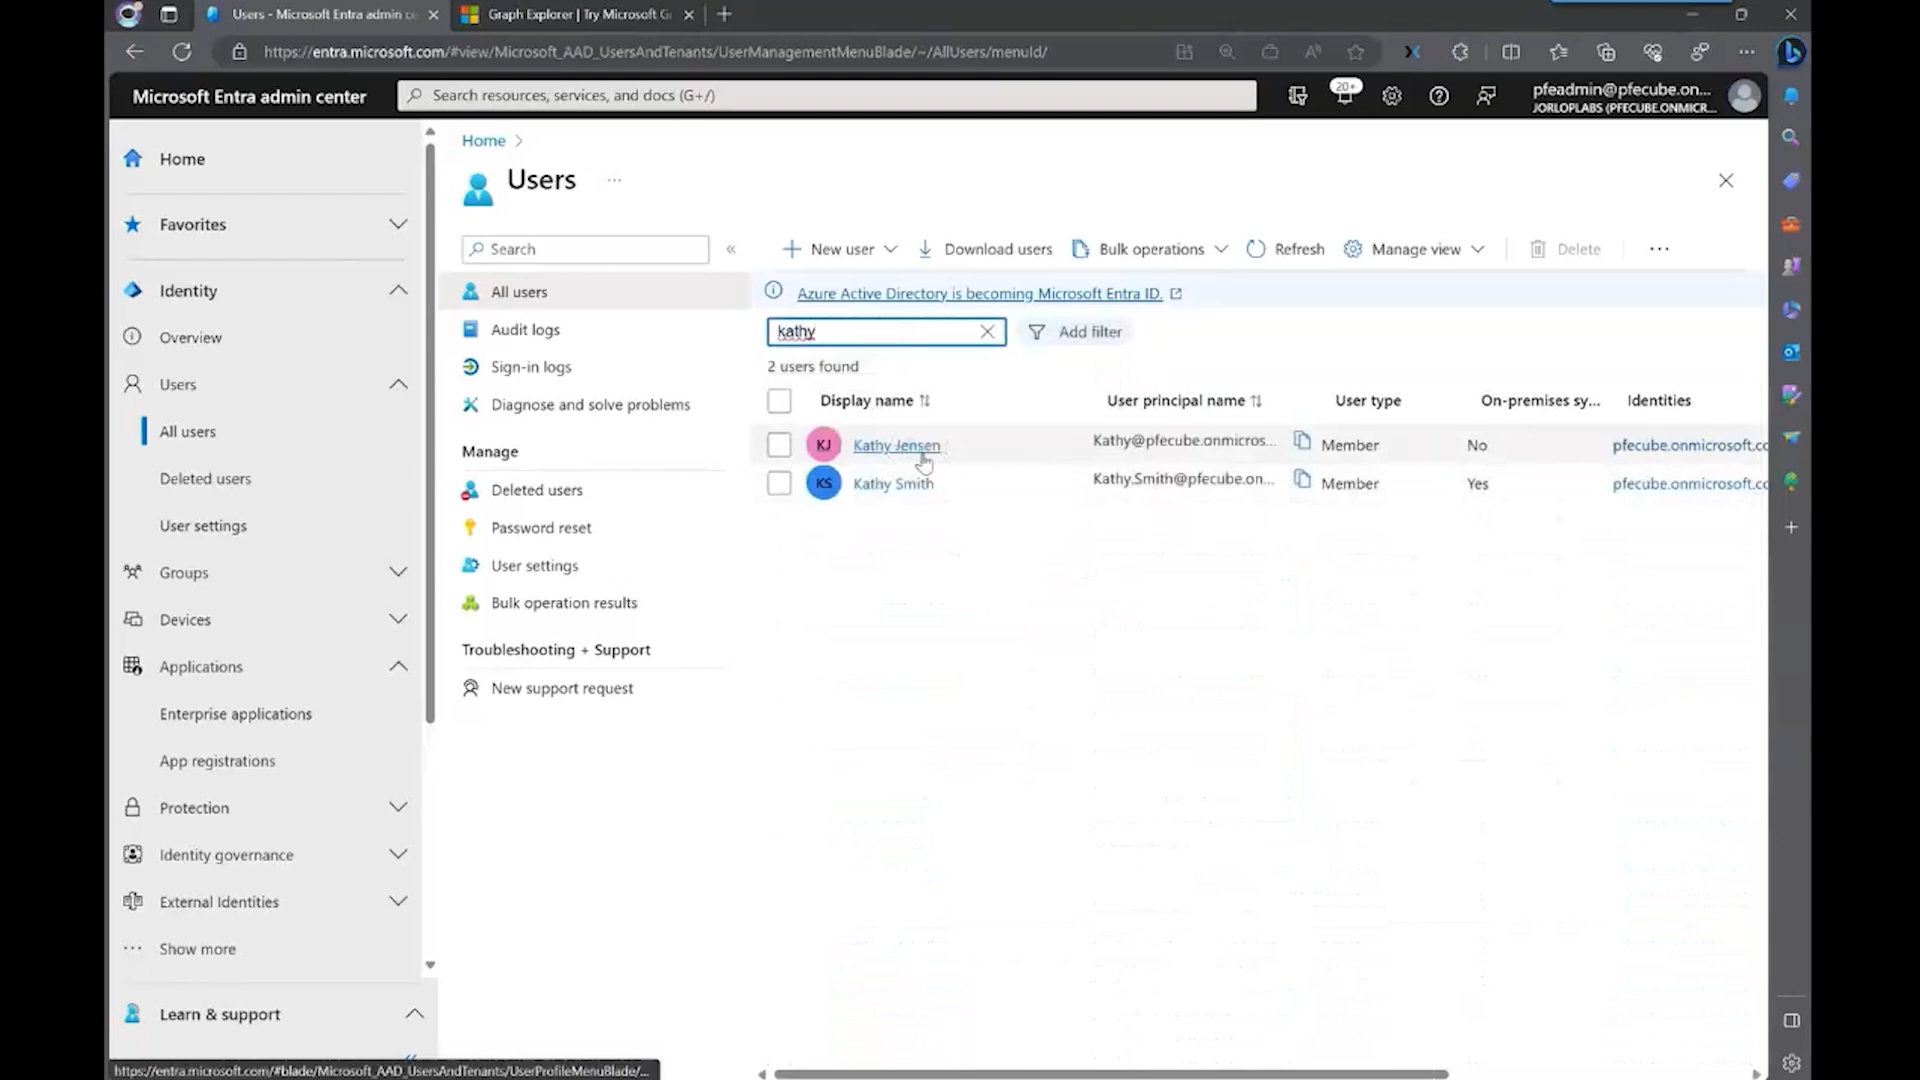 Users - Microsoft Entra admin ce
Graph Explorer | Try Microsoft G
https://entra.microsoft.com/#view/Microsoft_AAD_UsersAndTenants/UserManagementMenuBlade/~/AllUsers/menuId/
Microsoft Entra admin center
Search resources, services, and docs (G+/)
20+
pfeadmin@pfecube.on...
JORLOPLABS (PFECUBE.ONMICR...
Home
Favorites
Identity
Overview
Users
All users
Deleted users
User settings
Groups
Devices
Applications
Enterprise applications
App registrations
Protection
Identity governance
External Identities
Show more
Learn & support
Home
Users
Search
All users
Audit logs
Sign-in logs
Diagnose and solve problems
Manage
Deleted users
Password reset
User settings
Bulk operation results
Troubleshooting + Support
New support request
New user Download users Bulk operations Refresh Manage view Delete
Azure Active Directory is becoming Microsoft Entra ID.
kathy Add filter
2 users found
Display name User principal name User type On-premises sy... Identities
KJ Kathy Jensen Kathy@pfecube.onmicros... Member No pfecube.onmicrosoft.co
KS Kathy Smith Kathy.Smith@pfecube.on... Member Yes pfecube.onmicrosoft.co
https://entra.microsoft.com/#blade/Microsoft_AAD_UsersAndTenants/UserProfileMenuBlade/...